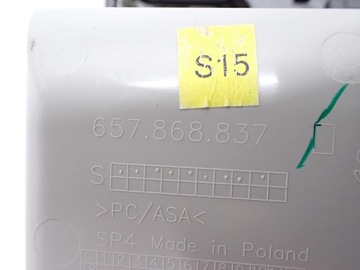 S15
657.868.837
S
>PC/ASA<
SP4 Made in Poland